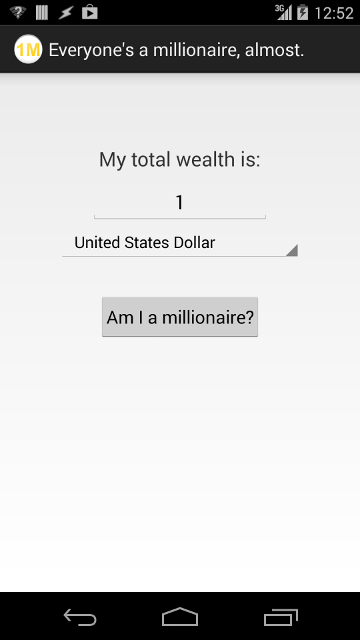 3G 12:52
1M Everyone's a millionaire, almost.
My total wealth is:
1
United States Dollar
Am I a millionaire?